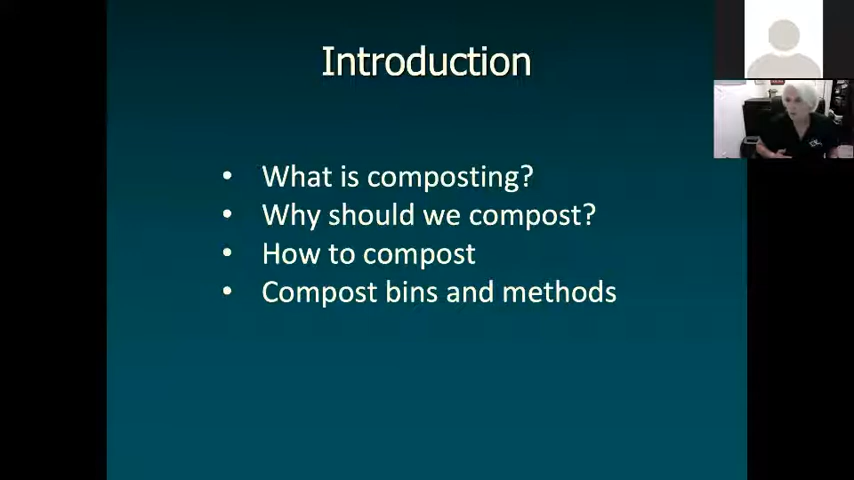 Introduction
• What is composting?
• Why should we compost?
• How to compost
• Compost bins and methods